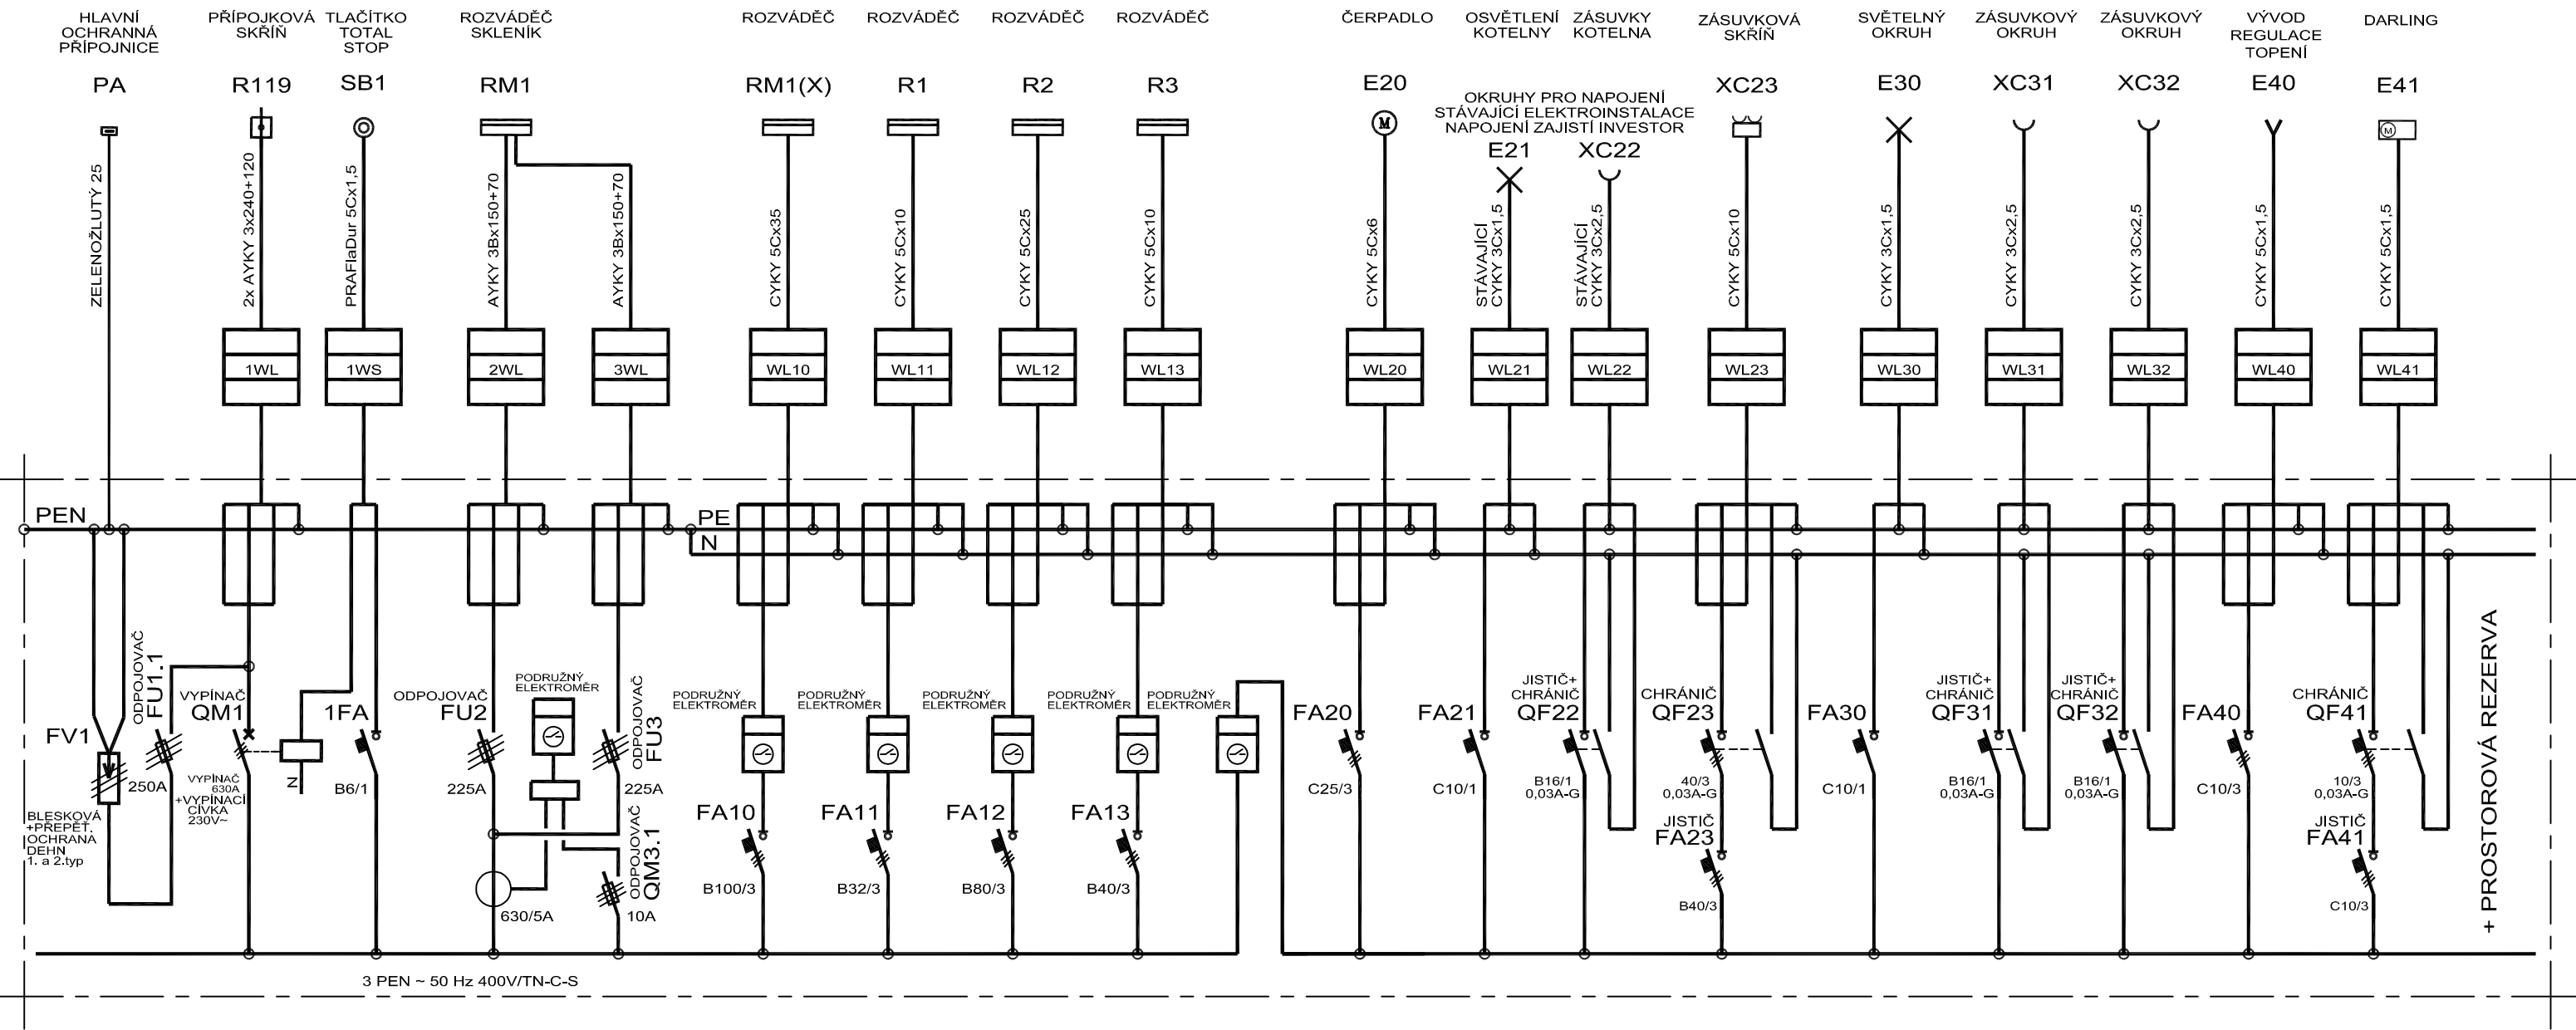 HLAVNÍ
OCHRANNÁ
PŘÍPOJNICE
PA
PŘÍPOJKOVÁ
SKŘÍŇ
R119
TLAČÍTKO
TOTAL
STOP
SB1
ROZVÁDĚČ
SKLENÍK
RM1
ROZVÁDĚČ
RM1(X)
ROZVÁDĚČ
R1
ROZVÁDĚČ
R2
ROZVÁDĚČ
R3
ČERPADLO
E20
OSVĚTLENÍ
KOTELNY
ZÁSUVKY
KOTELNA
OKRUHY PRO NAPOJENÍ
STÁVAJÍCÍ ELEKTROINSTALACE
NAPOJENÍ ZAJISTÍ INVESTOR
E21
XC22
ZÁSUVKOVÁ
SKŘÍŇ
XC23
SVĚTELNÝ
OKRUH
E30
ZÁSUVKOVÝ
OKRUH
XC31
ZÁSUVKOVÝ
OKRUH
XC32
VÝVOD
REGULACE
TOPENÍ
E40
DARLING
E41
M
M
ZELENOŽLUTÝ 25
2x AYKY 3x240+120
PRAFlaDur 5Cx1,5
AYKY 3Bx150+70
AYKY 3Bx150+70
CYKY 5Cx35
CYKY 5Cx10
CYKY 5Cx25
CYKY 5Cx10
CYKY 5Cx6
STÁVAJÍCÍ
CYKY 3Cx1,5
STÁVAJÍCÍ
CYKY 3Cx2,5
CYKY 5Cx10
CYKY 3Cx1,5
CYKY 3Cx2,5
CYKY 3Cx2,5
CYKY 5Cx1,5
CYKY 5Cx1,5
1WL
1WS
2WL
3WL
WL10
WL11
WL12
WL13
WL20
WL21
WL22
WL23
WL30
WL31
WL32
WL40
WL41
PEN
PE
N
FV1
BLESKOVÁ
+PŘEPĚŤ.
OCHRANA
DEHN
1. a 2.typ
ODPOJOVAČ
FU1.1
250A
VYPÍNAČ
QM1
VYPÍNAČ
630A
+VYPÍNACÍ
CÍVKA
230V~
N
1FA
B6/1
ODPOJOVAČ
FU2
225A
630/5A
PODRUŽNÝ
ELEKTROMĚR
ODPOJOVAČ
FU3
225A
ODPOJOVAČ
QM3.1
10A
PODRUŽNÝ
ELEKTROMĚR
FA10
B100/3
PODRUŽNÝ
ELEKTROMĚR
FA11
B32/3
PODRUŽNÝ
ELEKTROMĚR
FA12
B80/3
PODRUŽNÝ
ELEKTROMĚR
FA13
B40/3
PODRUŽNÝ
ELEKTROMĚR
FA20
C25/3
FA21
C10/1
JISTIČ+
CHRÁNIČ
QF22
B16/1
0,03A-G
CHRÁNIČ
QF23
40/3
0,03A-G
JISTIČ
FA23
B40/3
FA30
C10/1
JISTIČ+
CHRÁNIČ
QF31
B16/1
0,03A-G
JISTIČ+
CHRÁNIČ
QF32
B16/1
0,03A-G
FA40
C10/3
CHRÁNIČ
QF41
10/3
0,03A-G
JISTIČ
FA41
C10/3
+ PROSTOROVÁ REZERVA
3 PEN ~ 50 Hz 400V/TN-C-S